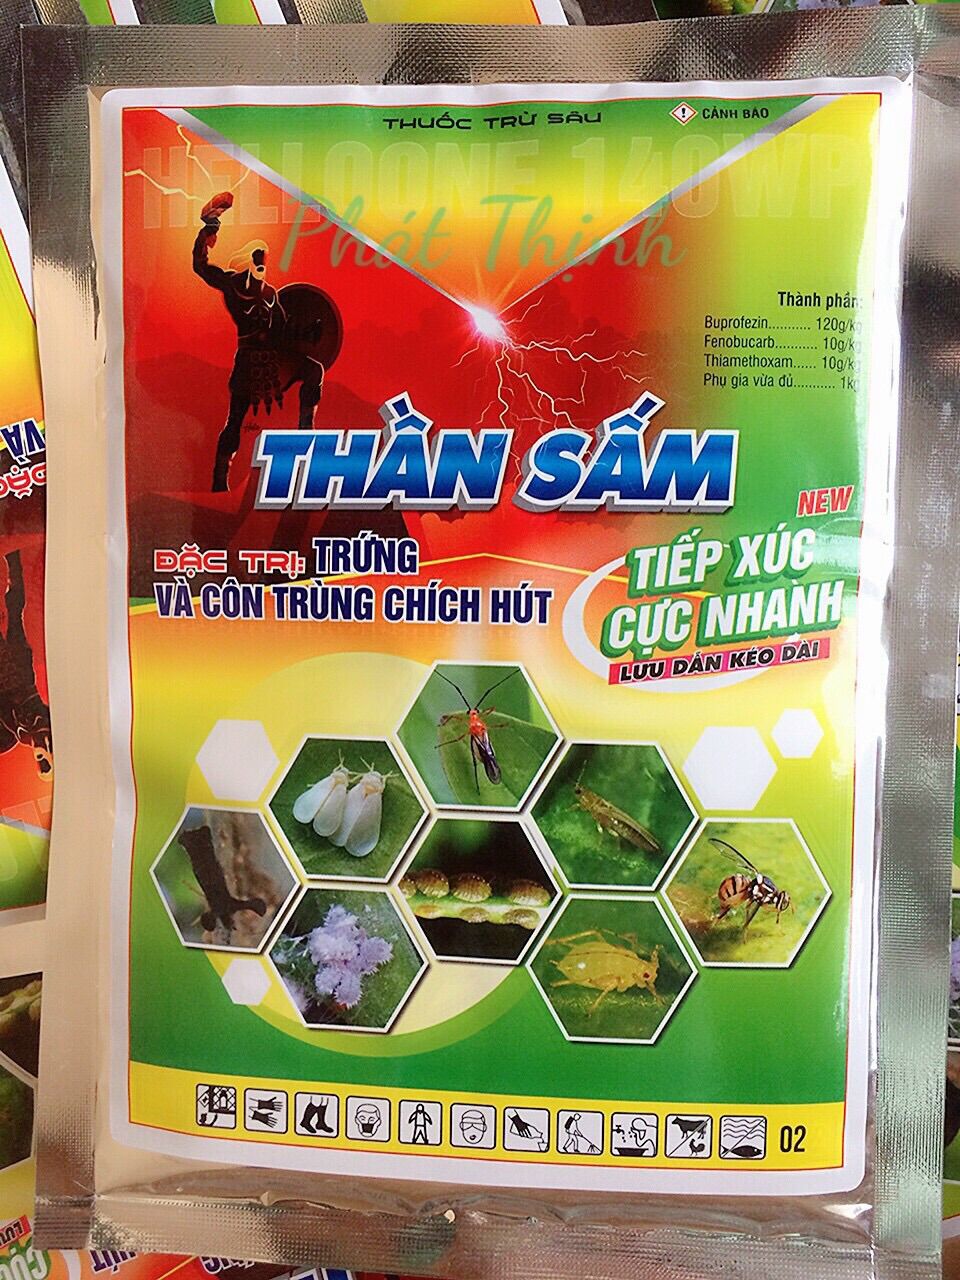 THUỐC TRỪ SÂU
CẢNH BÁO
HELLOONE 140WP
Phát Thịnh
Thành phần:
Buprofezin........... 120g/kg
Fenobucarb........... 10g/kg
Thiamethoxam...... 10g/kg
Phụ gia vừa đủ........... 1kg
THẦN SẤM
NEW
ĐẶC TRỊ: TRỨNG
VÀ CÔN TRÙNG CHÍCH HÚT
TIẾP XÚC
CỰC NHANH
LƯU DẪN KÉO DÀI
02